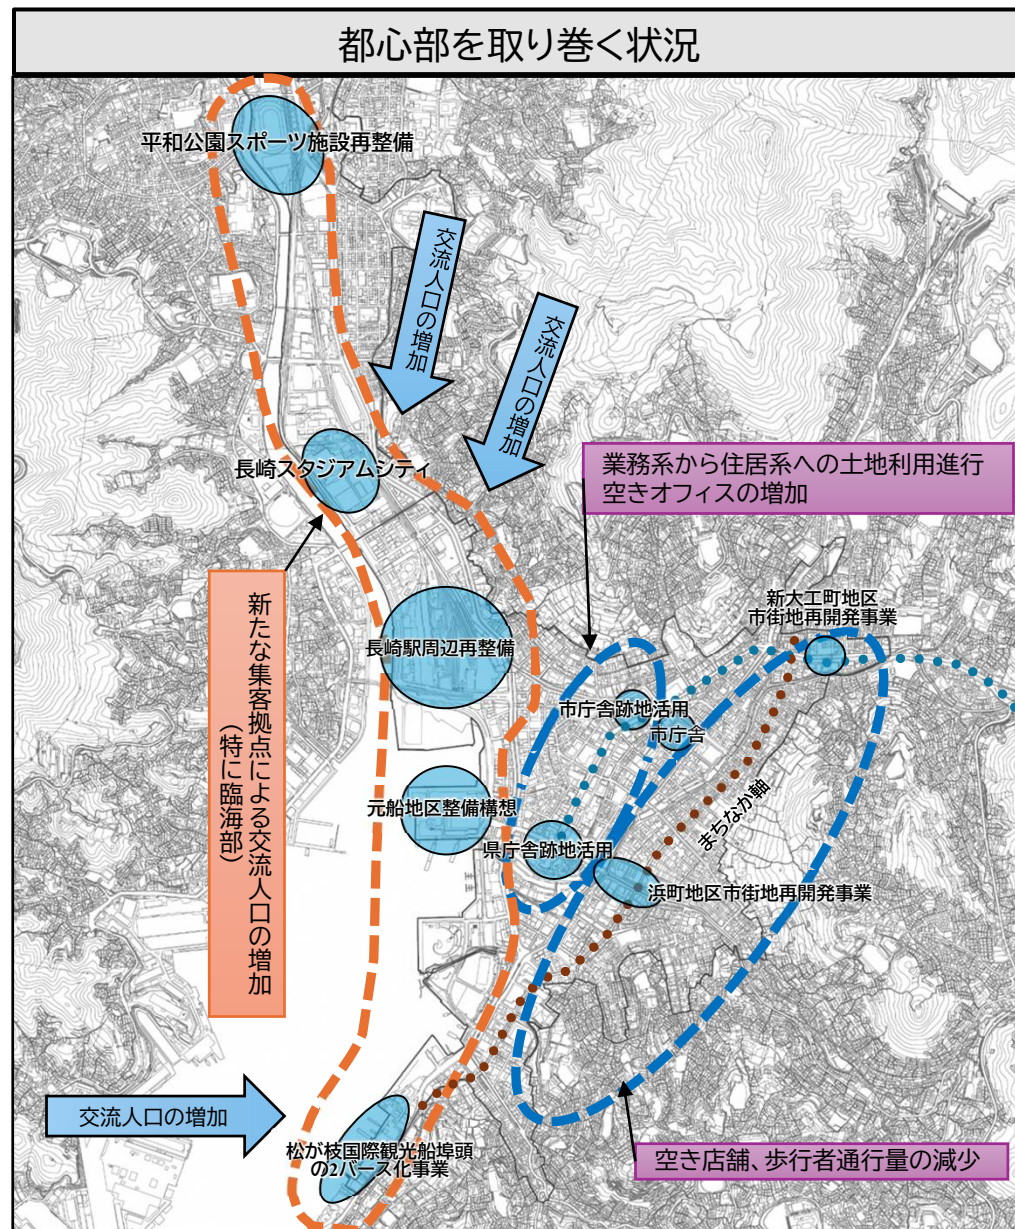 都心部を取り巻く状況
平和公園スポーツ施設再整備
交流人口の増加
交流人口の増加
長崎スタジアムシティ
業務系から住居系への土地利用進行
空きオフィスの増加
新たな集客拠点による交流人口の増加
（特に臨海部）
新大工町地区
市街地再開発事業
長崎駅周辺再整備
市庁舎跡地活用
市庁舎
元船地区整備構想
まちなか軸
県庁舎跡地活用
浜町地区市街地再開発事業
交流人口の増加
松が枝国際観光船埠頭
の2バース化事業
空き店舗、歩行者通行量の減少